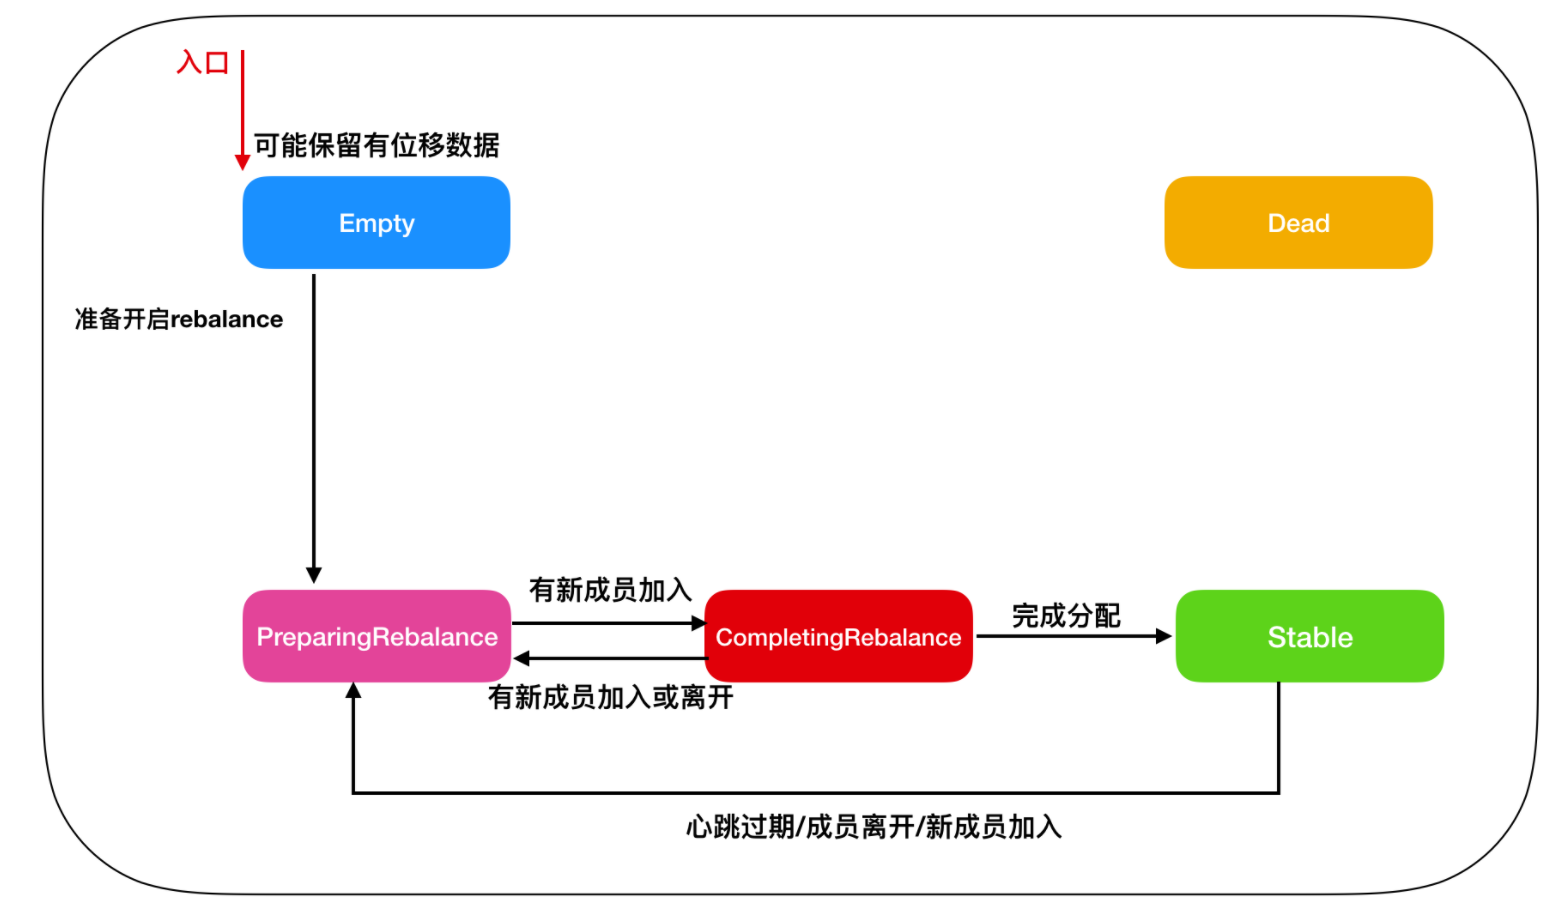 入口
可能保留有位移数据
Empty
Dead
准备开启rebalance
有新成员加入
完成分配
PreparingRebalance
CompletingRebalance
Stable
有新成员加入或离开
心跳过期/成员离开/新成员加入